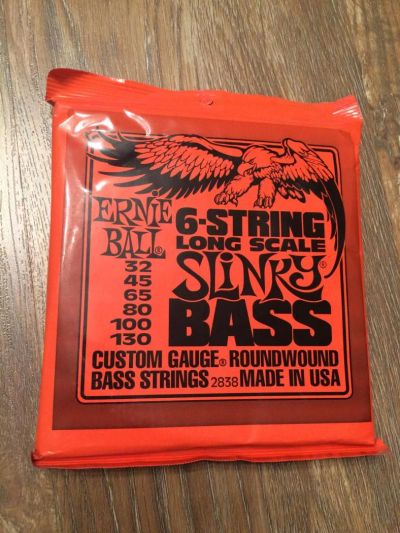 ERNIE
BALL®
32
45
65
80
100
130
6-STRING
LONG SCALE
SLINKY®
BASS
CUSTOM GAUGE® ROUNDWOUND
BASS STRINGS 2838 MADE IN USA